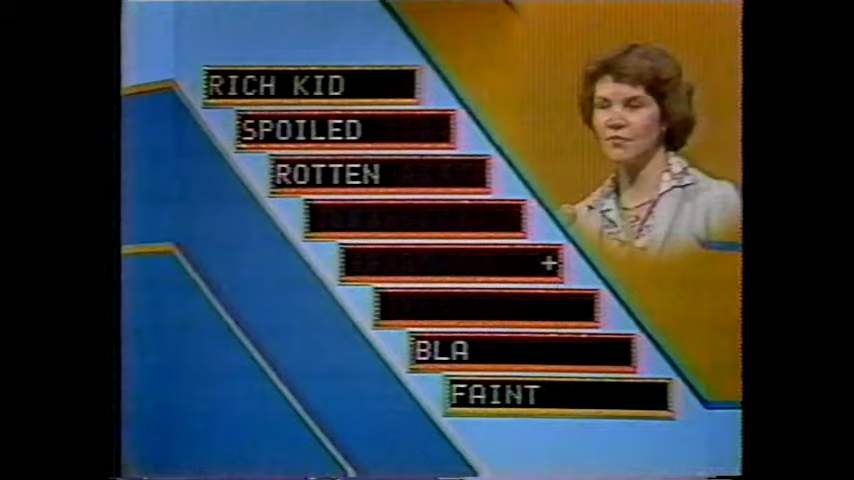 RICH KID
SPOILED
ROTTEN
+
BLA
FAINT